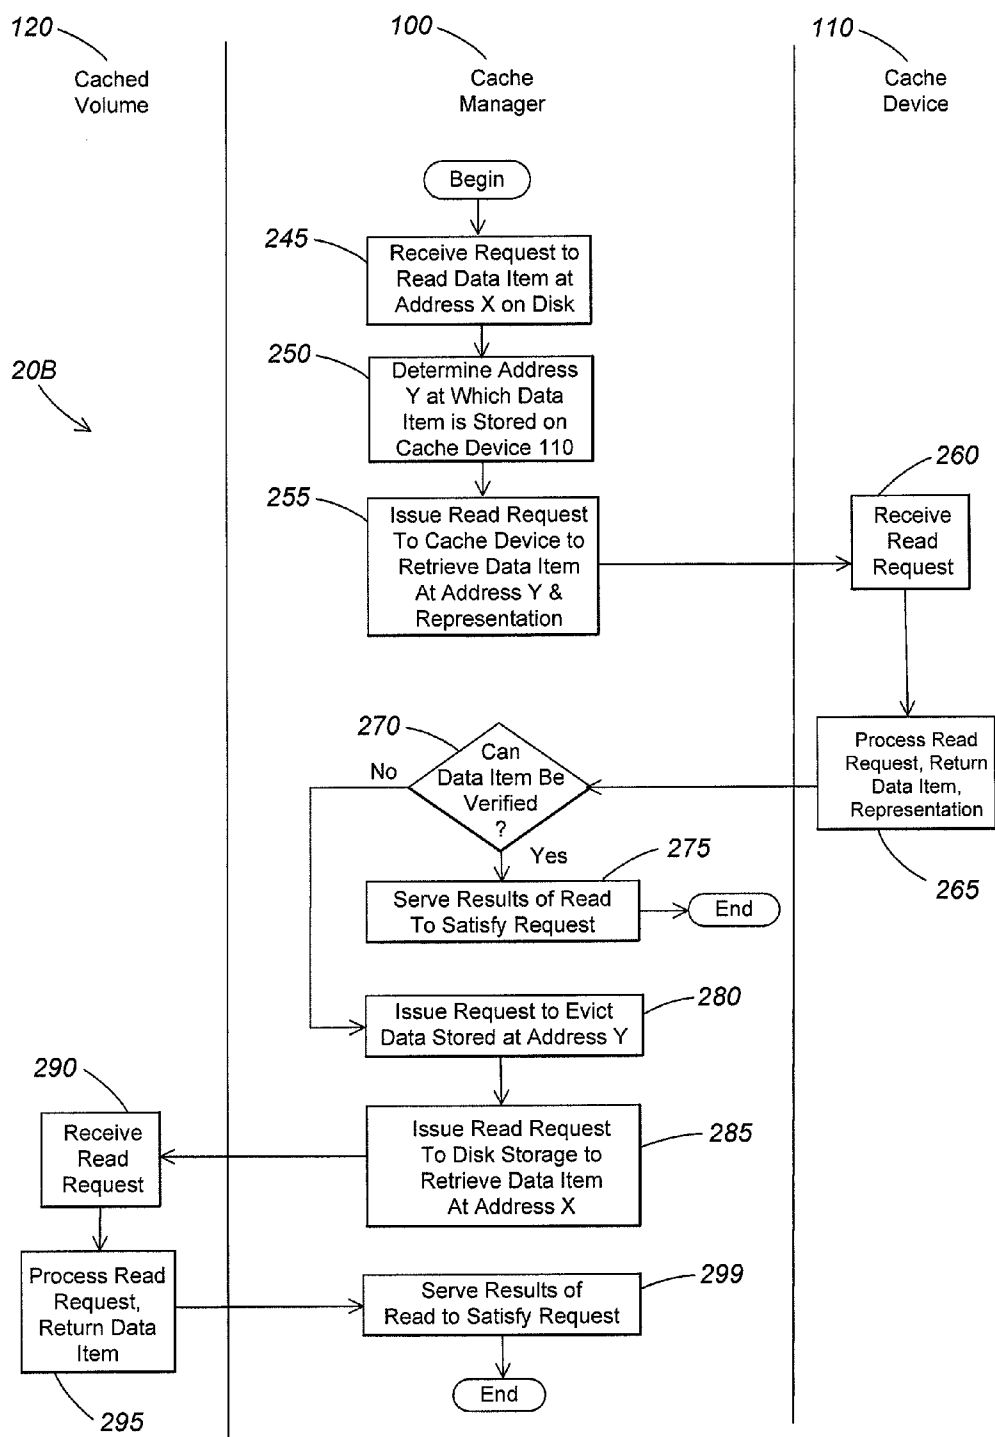 120
100
110
Cached
Volume
Cache
Manager
Cache
Device
Begin
245
Receive Request to
Read Data Item at
Address X on Disk
20B
250
Determine Address
Y at Which Data
Item is Stored on
Cache Device 110
255
Issue Read Request
To Cache Device to
Retrieve Data Item
At Address Y &
Representation
260
Receive
Read
Request
Process Read
Request, Return
Data Item,
Representation
265
270
Can
Data Item Be
Verified
?
No
Yes
275
Serve Results of Read
To Satisfy Request
End
280
Issue Request to Evict
Data Stored at Address Y
285
Issue Read Request
To Disk Storage to
Retrieve Data Item
At Address X
290
Receive
Read
Request
Process Read
Request,
Return Data
Item
295
299
Serve Results of
Read to Satisfy Request
End